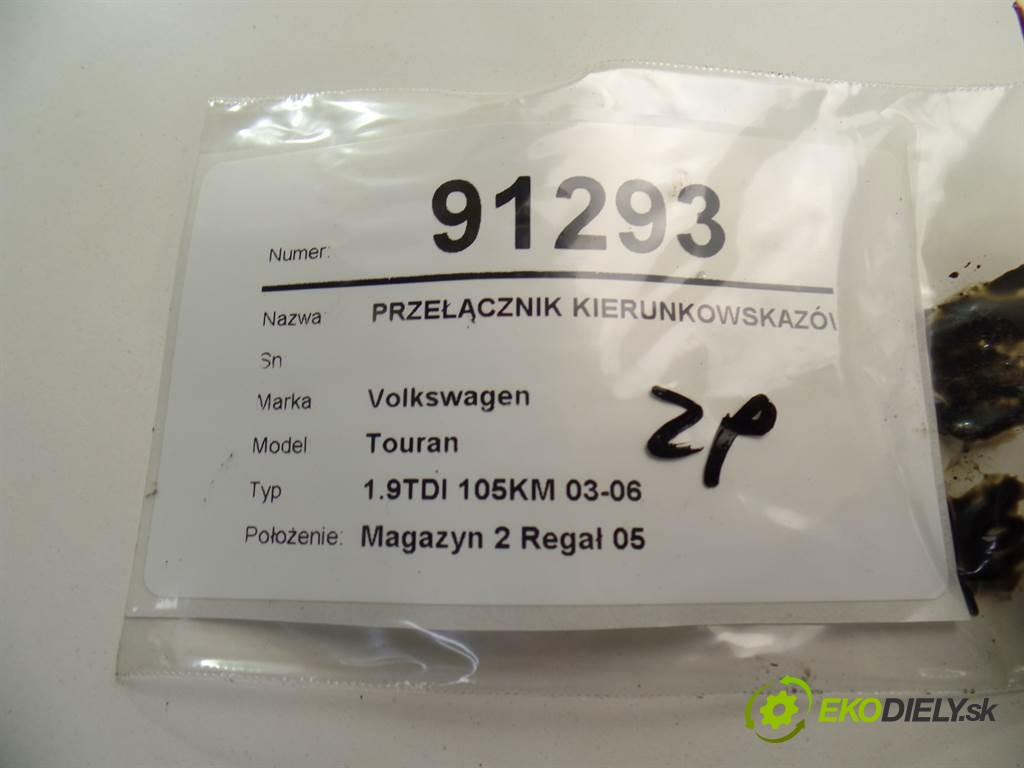 Numer: 91293
Nazwa PRZEŁĄCZNIK KIERUNKOWSKAZÓ
Sn
Marka Volkswagen
Model Touran
Typ 1.9TDI 105KM 03-06
Położenie: Magazyn 2 Regał 05
ZP
EKODIELY.sk